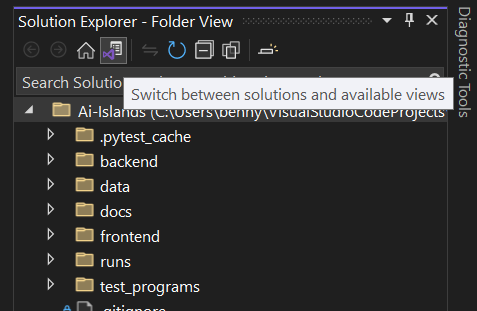 Solution Explorer - Folder View
Search Solutio
Switch between solutions and available views
Ai-Islands (C:\Users\benny\VisualStudioCodeProjects
.pytest_cache
backend
data
docs
frontend
runs
test_programs
.gitignore
Diagnostic Tools